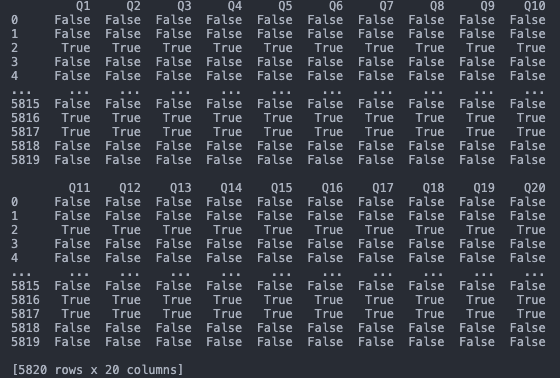 Q1 Q2 Q3 Q4 Q5 Q6 Q7 Q8 Q9 Q10
0 False False False False False False False False False False
1 False False False False False False False False False False
2 True True True True True True True True True True
3 False False False False False False False False False False
4 False False False False False False False False False False
... ... ... ... ... ... ... ... ... ... ...
5815 False False False False False False False False False False
5816 True True True True True True True True True True
5817 True True True True True True True True True True
5818 False False False False False False False False False False
5819 False False False False False False False False False False
Q11 Q12 Q13 Q14 Q15 Q16 Q17 Q18 Q19 Q20
0 False False False False False False False False False False
1 False False False False False False False False False False
2 True True True True True True True True True True
3 False False False False False False False False False False
4 False False False False False False False False False False
... ... ... ... ... ... ... ... ... ... ...
5815 False False False False False False False False False False
5816 True True True True True True True True True True
5817 True True True True True True True True True True
5818 False False False False False False False False False False
5819 False False False False False False False False False False
[5820 rows x 20 columns]